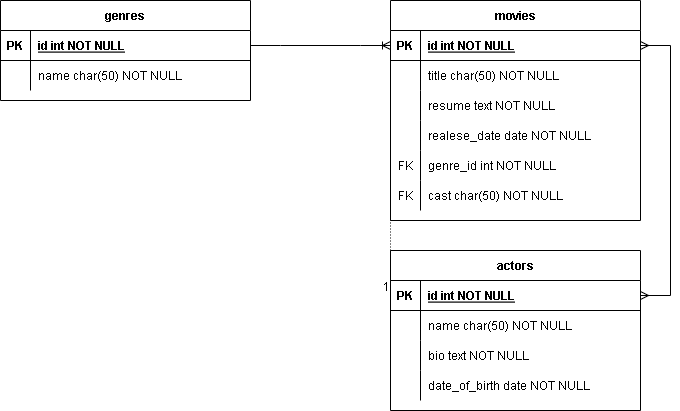 genres
PK id int NOT NULL
name char(50) NOT NULL
movies
PK id int NOT NULL
title char(50) NOT NULL
resume text NOT NULL
realese_date date NOT NULL
FK genre_id int NOT NULL
FK cast char(50) NOT NULL
actors
1
PK id int NOT NULL
name char(50) NOT NULL
bio text NOT NULL
date_of_birth date NOT NULL